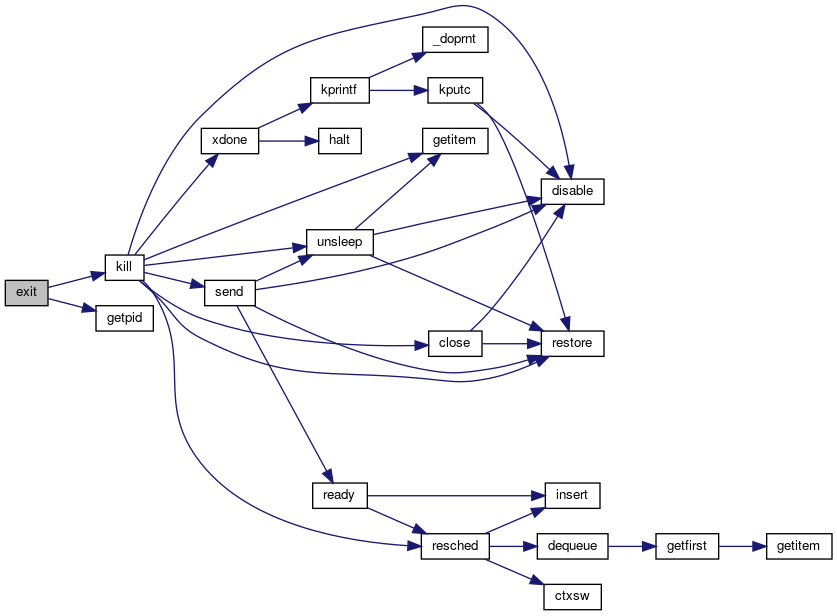 _doprnt
kprintf
kputc
xdone
halt
getitem
disable
unsleep
kill
exit
send
getpid
close
restore
ready
insert
resched
dequeue
getfirst
getitem
ctxsw